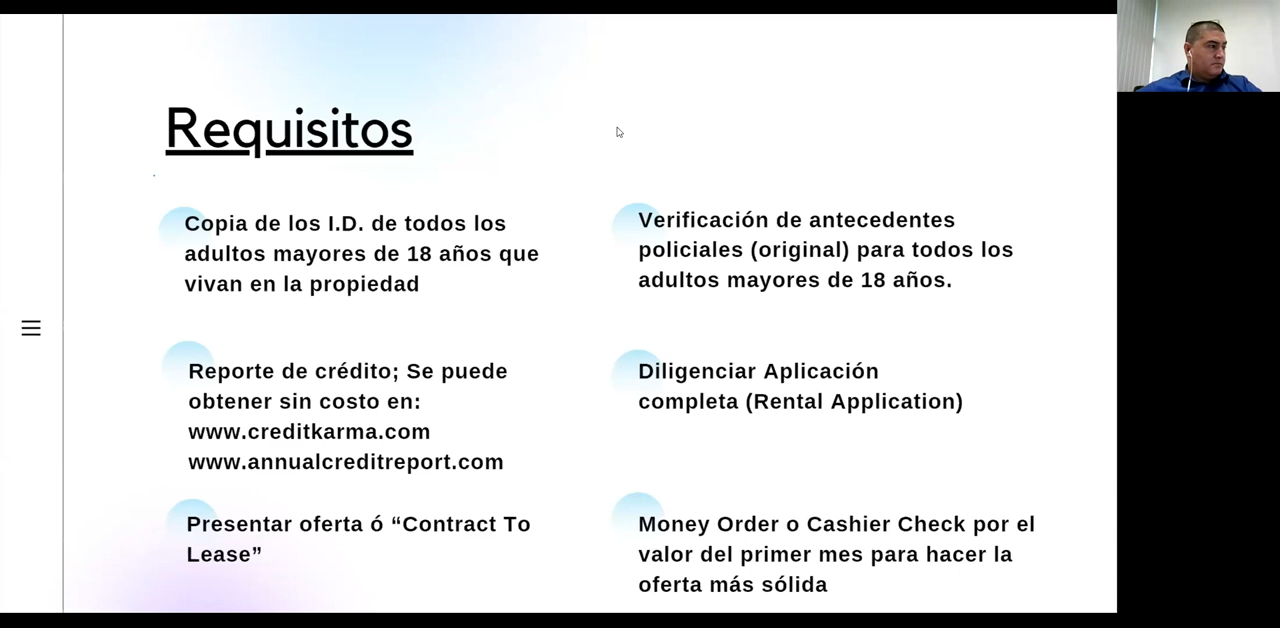 Requisitos
Copia de los I.D. de todos los
adultos mayores de 18 años que
vivan en la propiedad
Verificación de antecedentes
policiales (original) para todos los
adultos mayores de 18 años.
Reporte de crédito; Se puede
obtener sin costo en:
www.creditkarma.com
www.annualcreditreport.com
Diligenciar Aplicación
completa (Rental Application)
Presentar oferta ó “Contract To
Lease”
Money Order o Cashier Check por el
valor del primer mes para hacer la
oferta más sólida